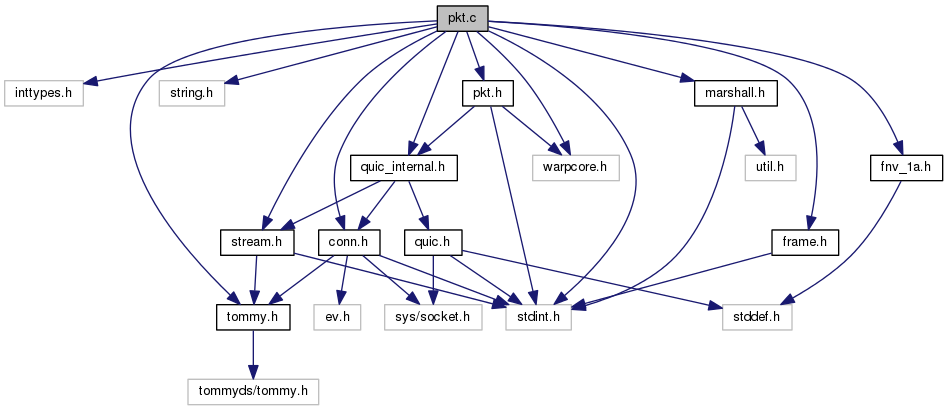 pkt.c
inttypes.h
string.h
pkt.h
marshall.h
quic_internal.h
warpcore.h
util.h
fnv_1a.h
stream.h
conn.h
quic.h
frame.h
tommy.h
ev.h
sys/socket.h
stdint.h
stddef.h
tommyds/tommy.h